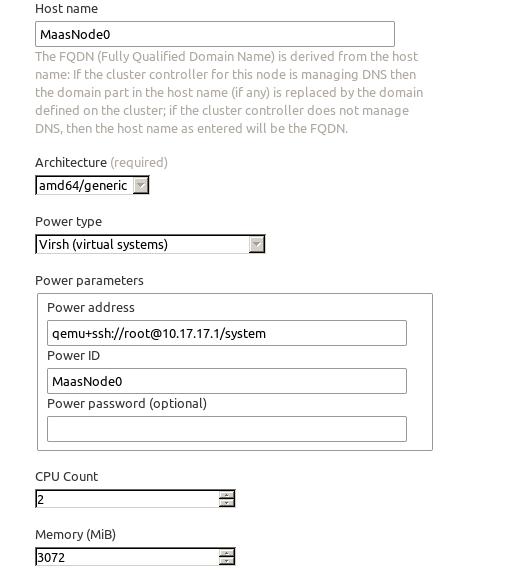 Host name
MaasNode0
The FQDN (Fully Qualified Domain Name) is derived from the host
name: If the cluster controller for this node is managing DNS then
the domain part in the host name (if any) is replaced by the domain
defined on the cluster; if the cluster controller does not manage
DNS, then the host name as entered will be the FQDN.
Architecture (required)
amd64/generic
Power type
Virsh (virtual systems)
Power parameters
Power address
qemu+ssh://root@10.17.17.1/system
Power ID
MaasNode0
Power password (optional)
CPU Count
2
Memory (MiB)
3072